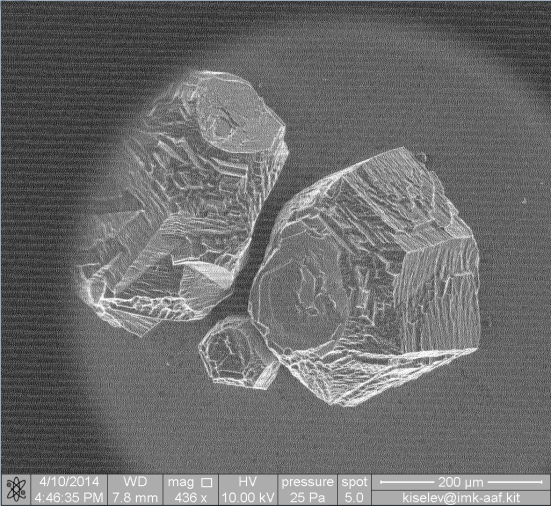 4/10/2014 WD mag HV pressure spot 200 µm
4:46:35 PM 7.8 mm 436 x 10.00 kV 25 Pa 5.0 kiselev@imk-aaf.kit